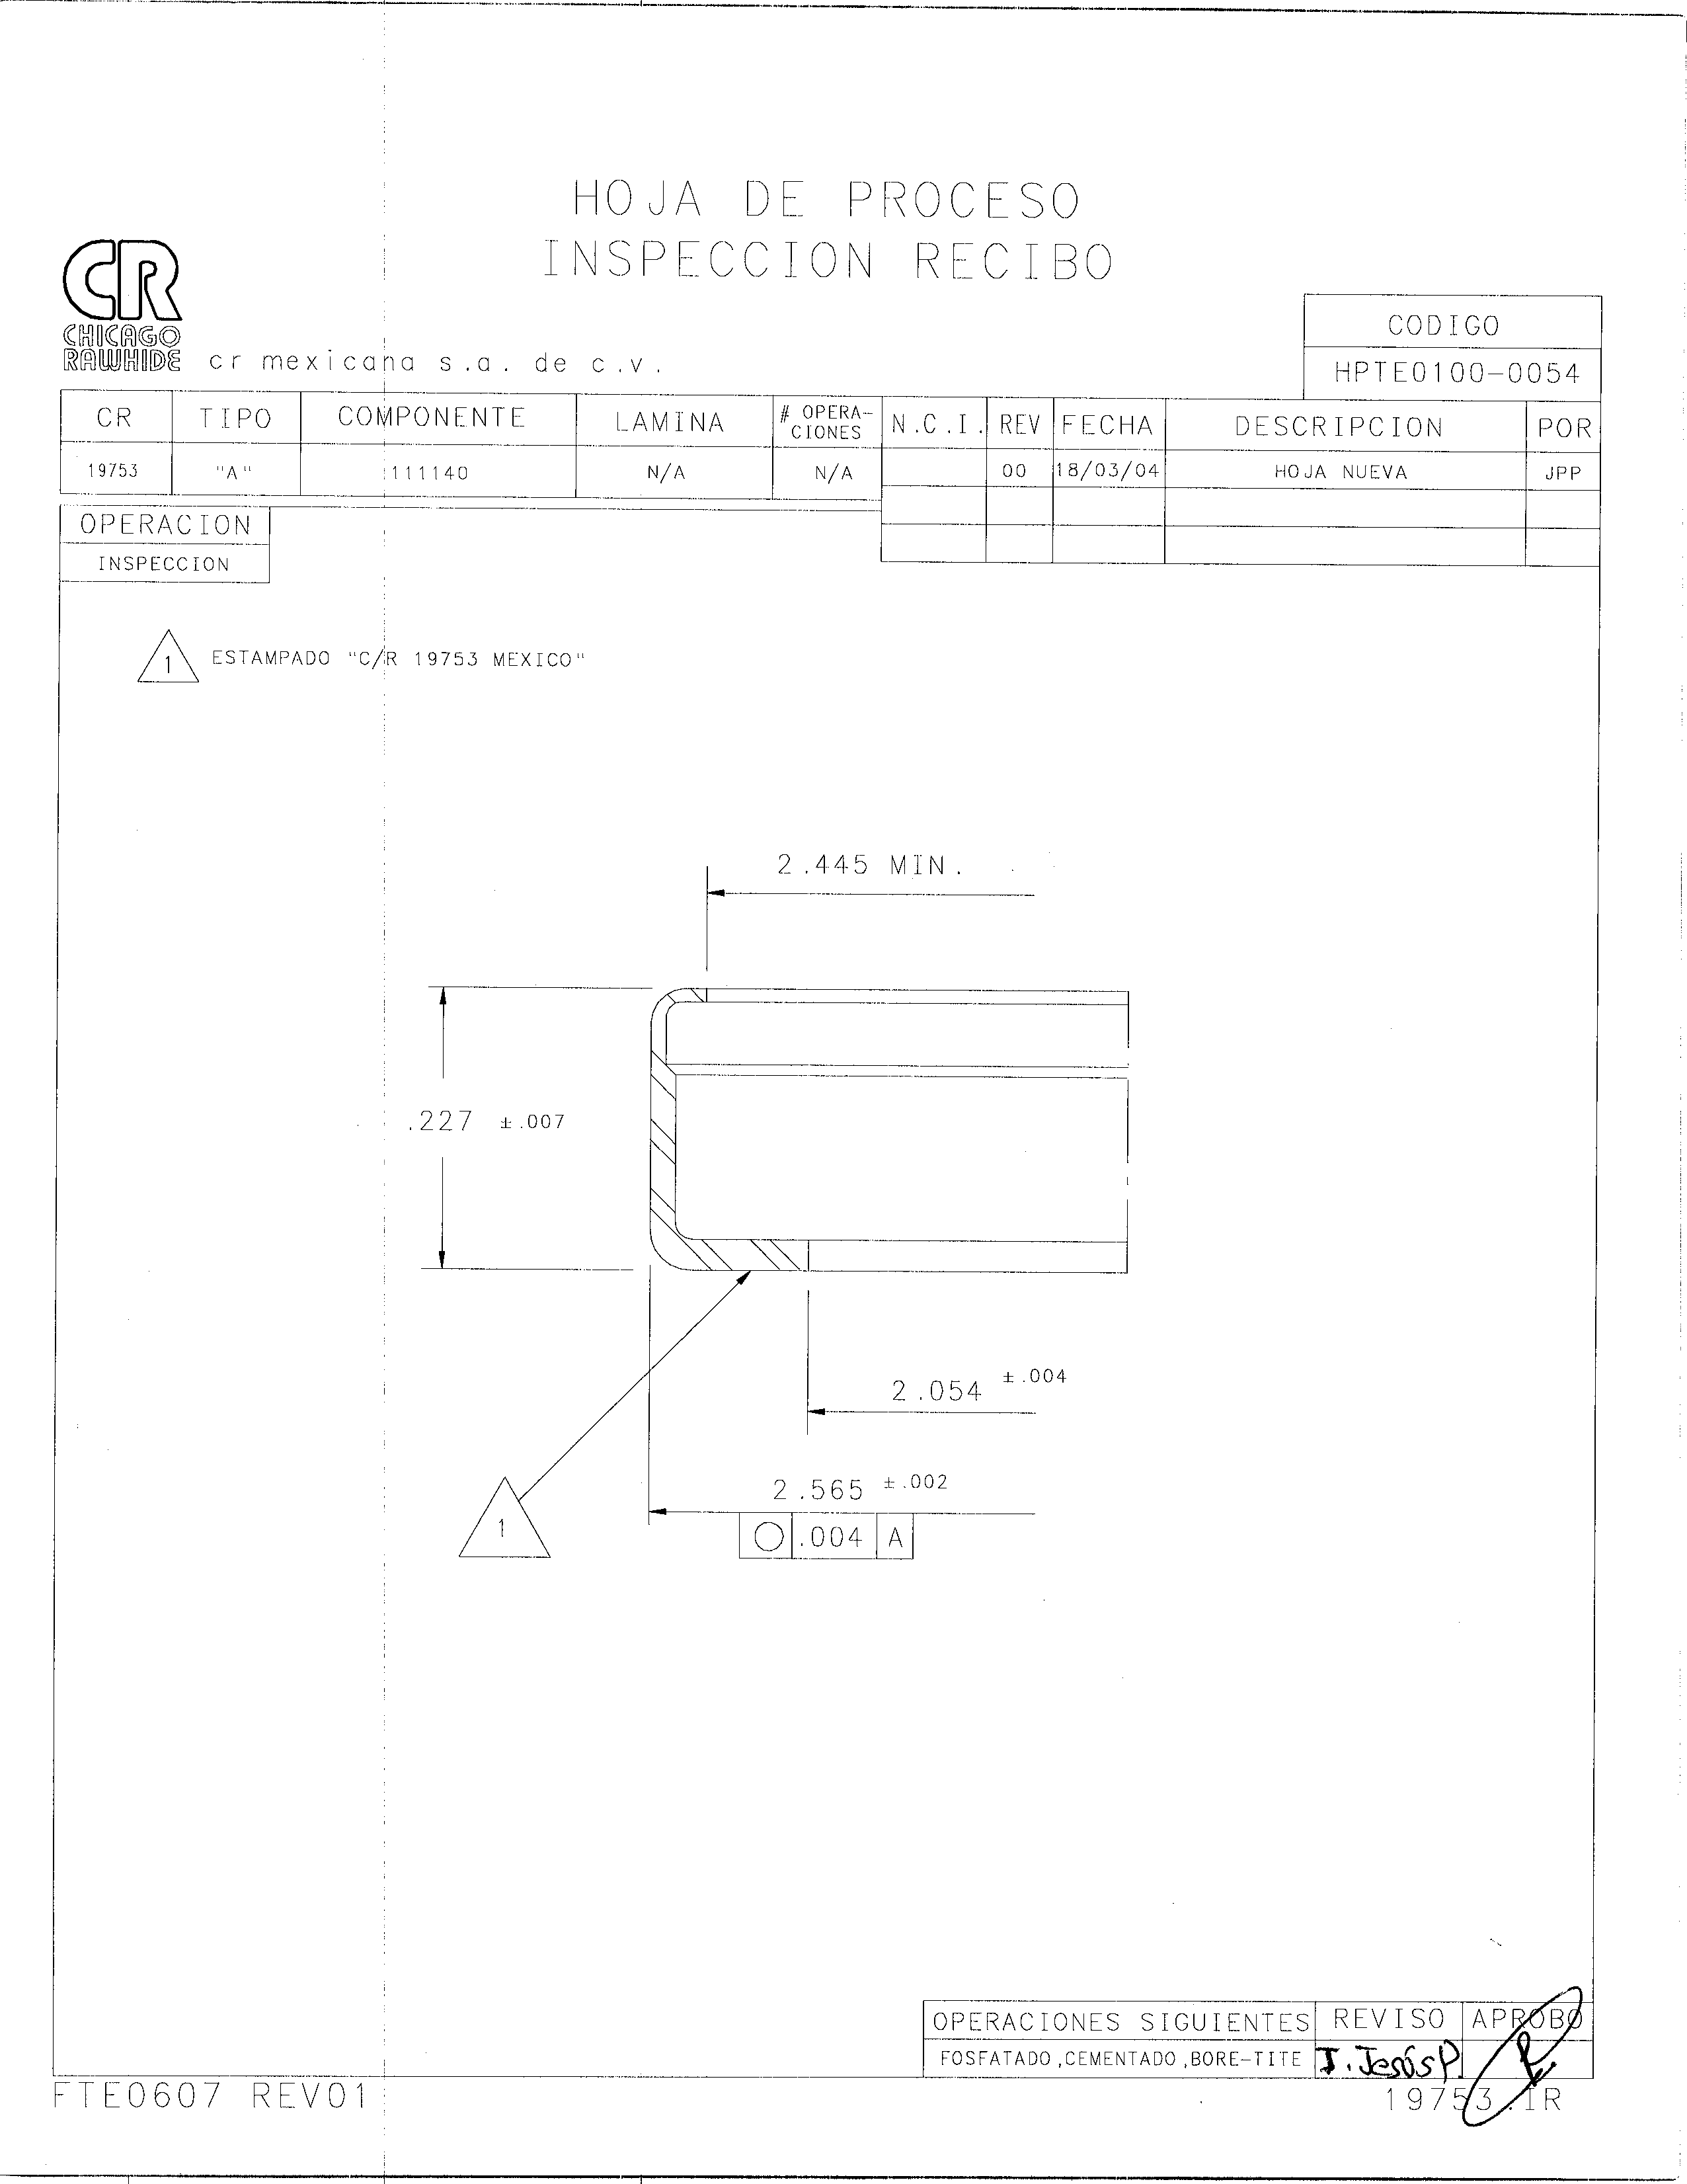 HOJA DE PROCESO
INSPECCION RECIBO
CR
CHICAGO
RAWHIDE
cr mexicana s.a. de c.v.
CODIGO
HPTE0100-0054
CR TIPO COMPONENTE LAMINA # OPERA-CIONES N.C.I. REV FECHA DESCRIPCION POR
19753 "A" 111140 N/A N/A 00 18/03/04 HOJA NUEVA JPP
OPERACION
INSPECCION
1 ESTAMPADO "C/R 19753 MEXICO"
2.445 MIN.
.227 ±.007
2.054 ±.004
2.565 ±.002
1
.004 A
OPERACIONES SIGUIENTES REVISO APROBO
FOSFATADO,CEMENTADO,BORE-TITE J. Jesús P.
FTE0607 REV01
19753.IR